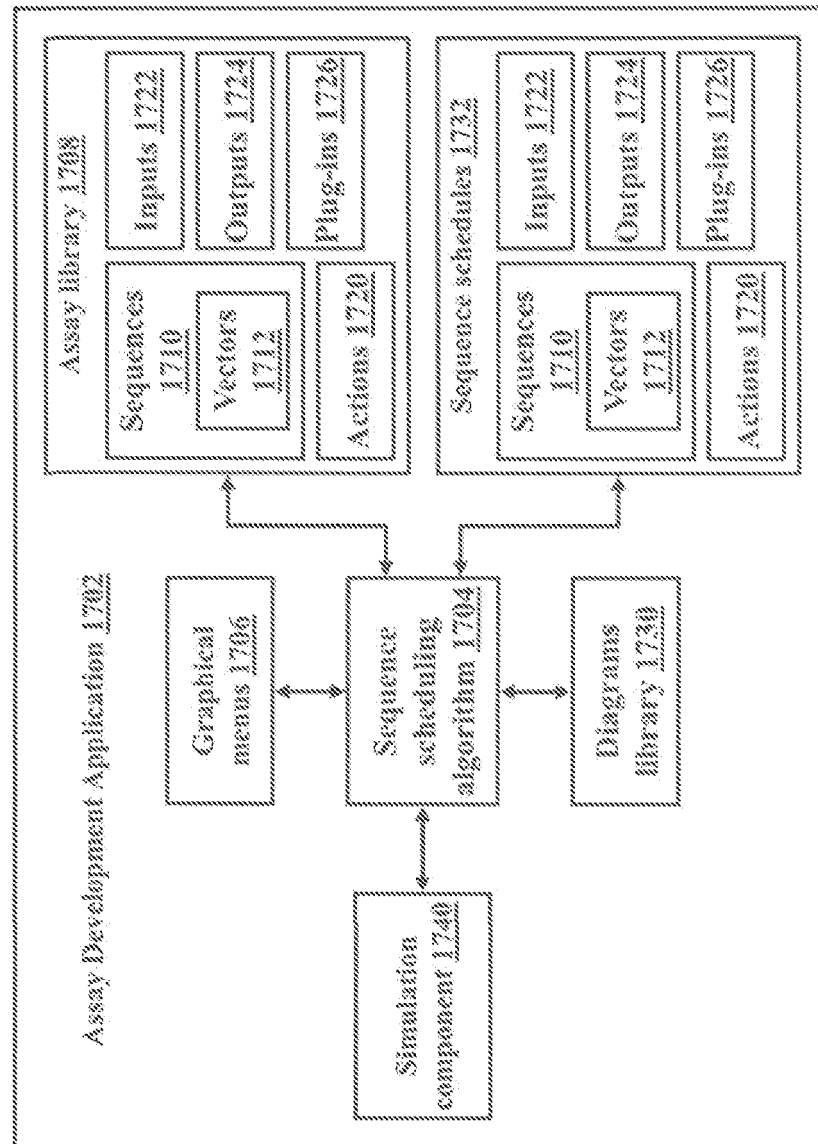 Assay Development Application 1702
Simulation
component 1740
Graphical
menus 1706
Sequence
scheduling
algorithm 1704
Diagrams
library 1730
Assay library 1708
Sequences
1710
Vectors
1712
Actions 1720
Inputs 1722
Outputs 1724
Plug-ins 1726
Sequence schedules 1732
Sequences
1710
Vectors
1712
Actions 1720
Inputs 1722
Outputs 1724
Plug-ins 1726